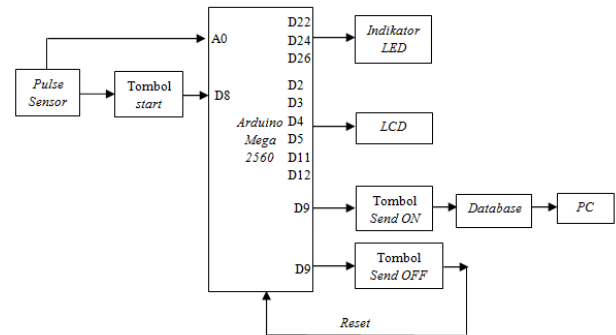 Pulse
Sensor
Tombol
start
A0
D8
Arduino
Mega
2560
D22
D24
D26
D2
D3
D4
D5
D11
D12
D9
D9
Indikator
LED
LCD
Tombol
Send ON
Database
PC
Tombol
Send OFF
Reset